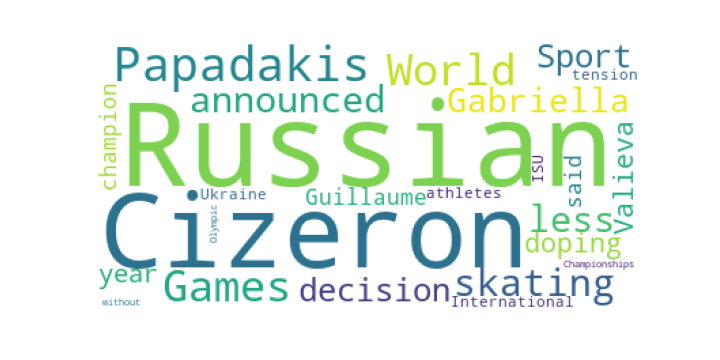 Papadakis World Sport
tension
champion announced Gabriella
Russian
Valieva
ISU
said
Ukraine Guillaume athletes
Olympic
Cizeron less
doping
Championships
year Games decision skating
International
without